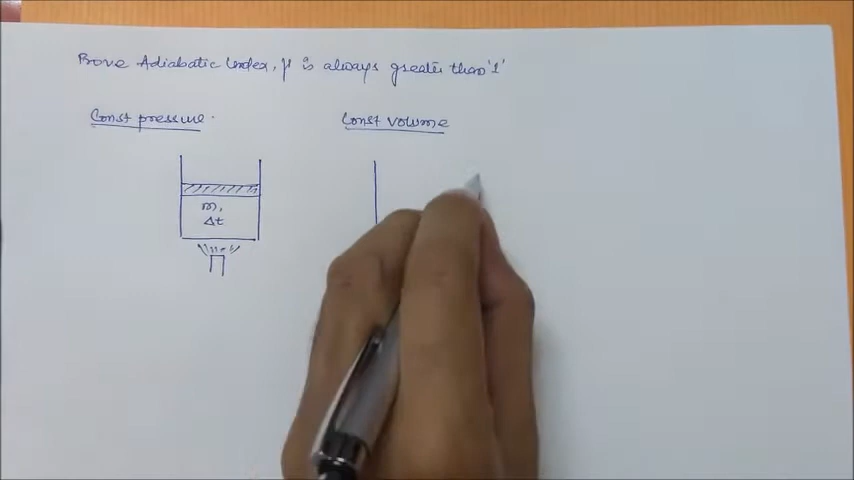 Prove Adiabatic Index, γ is always greater than '1'
Const pressure.
Const volume
m,
Δt